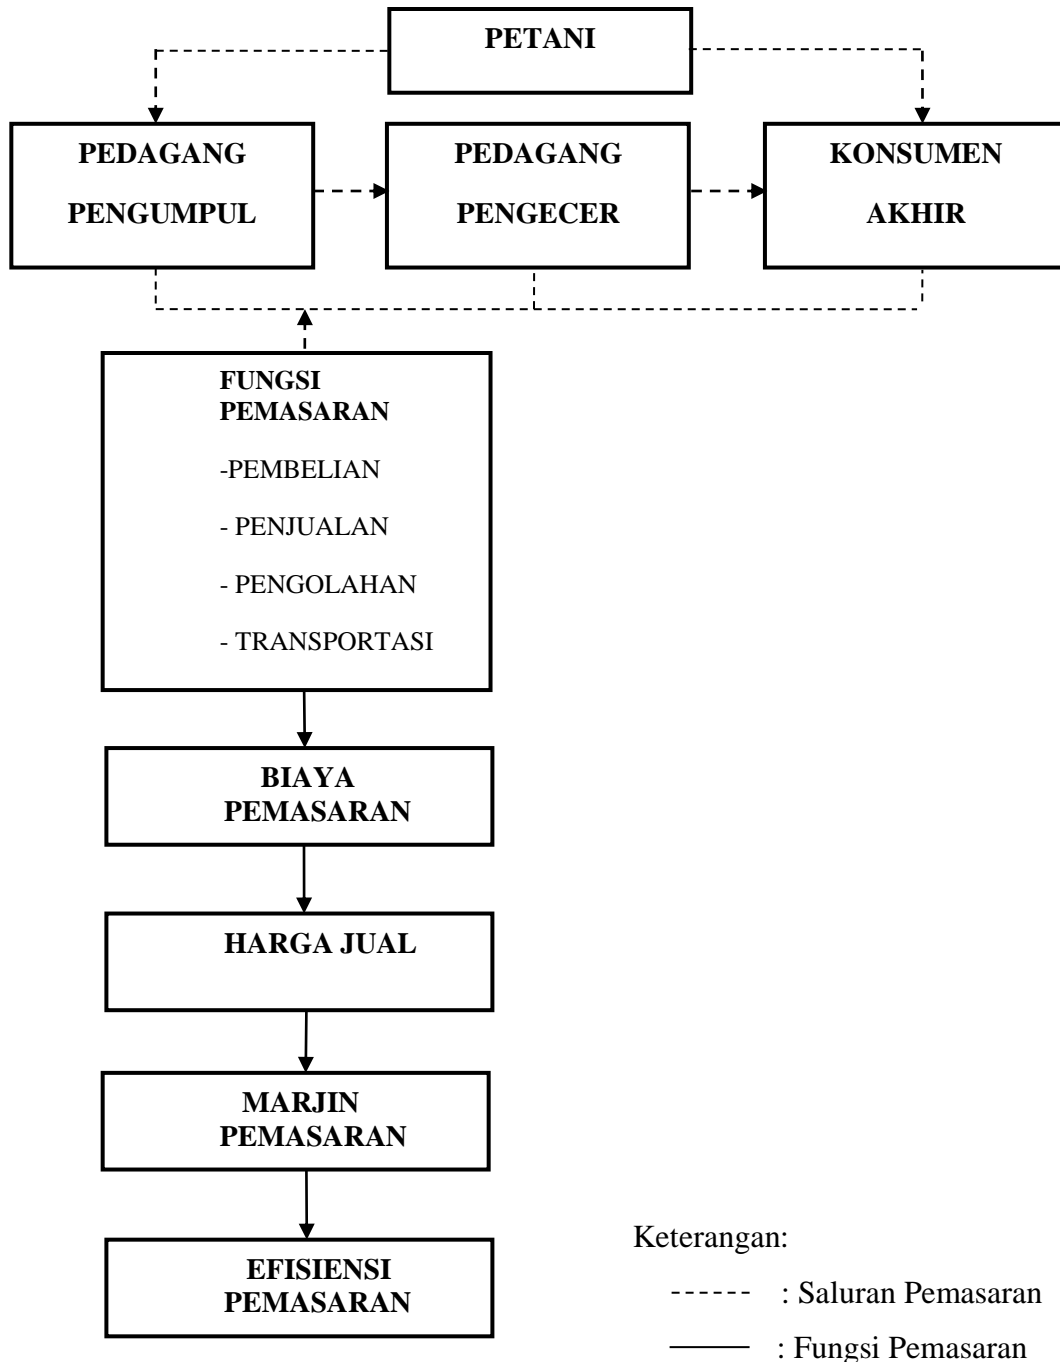 PETANI
PEDAGANG
PENGUMPUL
PEDAGANG
PENGECER
KONSUMEN
AKHIR
FUNGSI
PEMASARAN
-PEMBELIAN
- PENJUALAN
- PENGOLAHAN
- TRANSPORTASI
BIAYA
PEMASARAN
HARGA JUAL
MARJIN
PEMASARAN
EFISIENSI
PEMASARAN
Keterangan:
: Saluran Pemasaran
: Fungsi Pemasaran